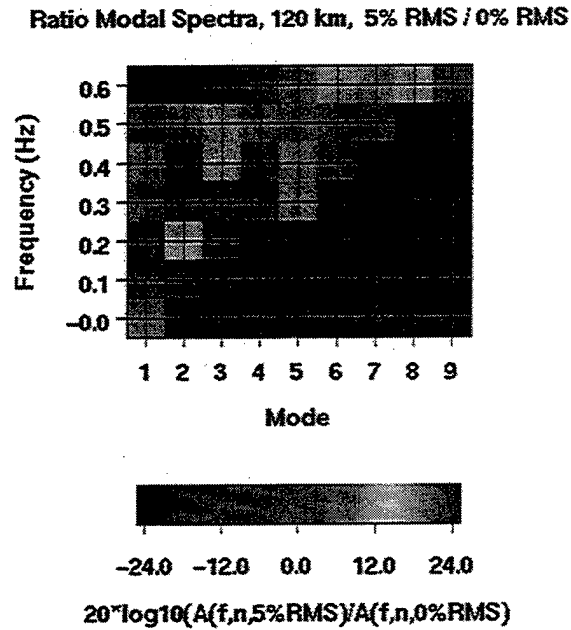 Ratio Modal Spectra, 120 km, 5% RMS / 0% RMS
Frequency (Hz)
0.6
0.5
0.4
0.3
0.2
0.1
−0.0
1 2 3 4 5 6 7 8 9
Mode
−24.0 −12.0 0.0 12.0 24.0
20*log10(A(f,n,5%RMS)/A(f,n,0%RMS)